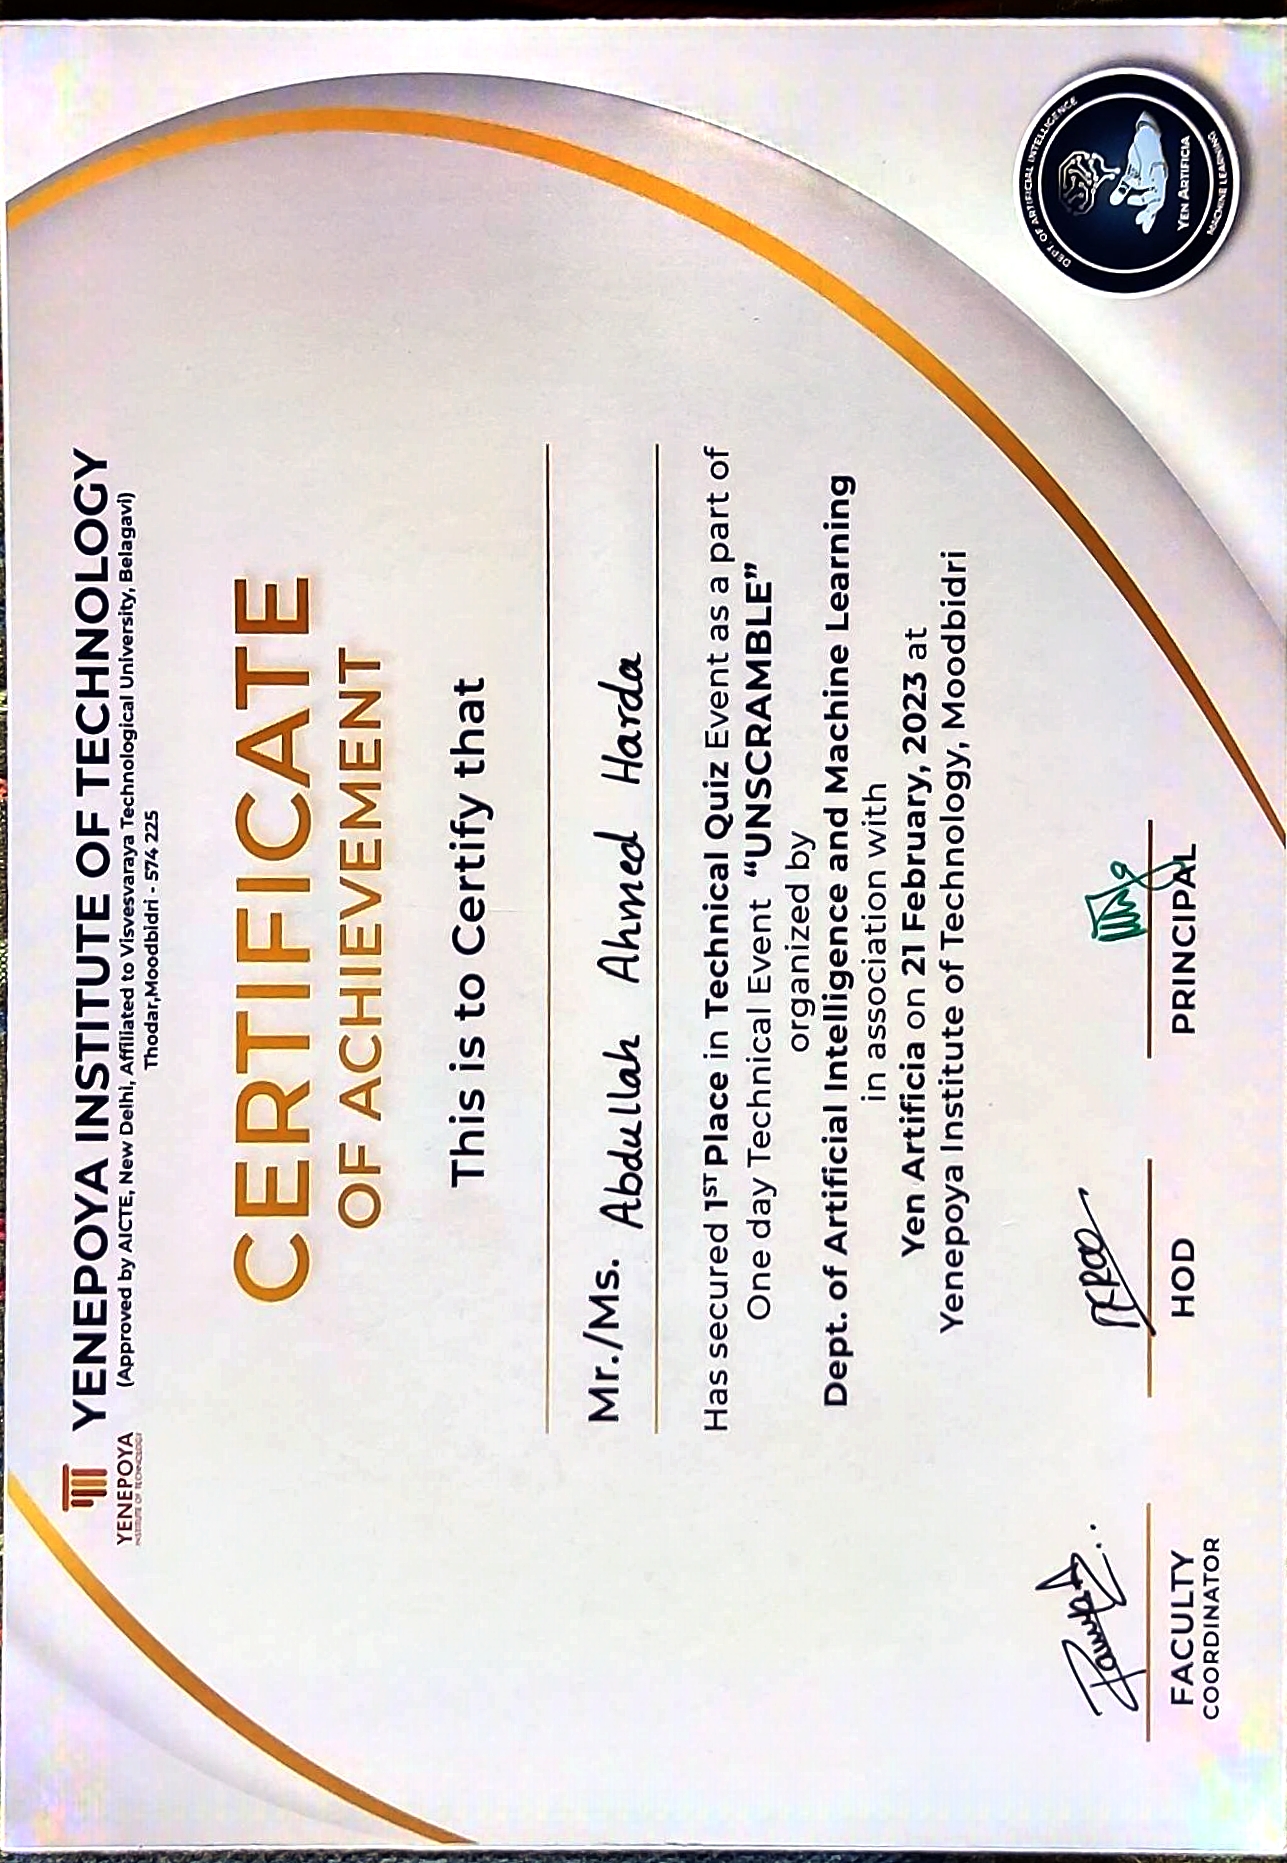 YENEPOYA
INSTITUTE OF TECHNOLOGY
YENEPOYA INSTITUTE OF TECHNOLOGY
(Approved by AICTE, New Delhi, Affiliated to Visvesvaraya Technological University, Belagavi)
Thodar,Moodbidri - 574 225
CERTIFICATE
OF ACHIEVEMENT
This is to Certify that
Mr./Ms. Abdullah Ahmed Harda
Has secured 1ST Place in Technical Quiz Event as a part of
One day Technical Event "UNSCRAMBLE"
organized by
Dept. of Artificial Intelligence and Machine Learning
in association with
Yen Artificia on 21 February, 2023 at
Yenepoya Institute of Technology, Moodbidri
FACULTY
COORDINATOR
HOD
PRINCIPAL
DEPT. OF ARTIFICIAL INTELLIGENCE
YEN ARTIFICIA
MACHINE LEARNING